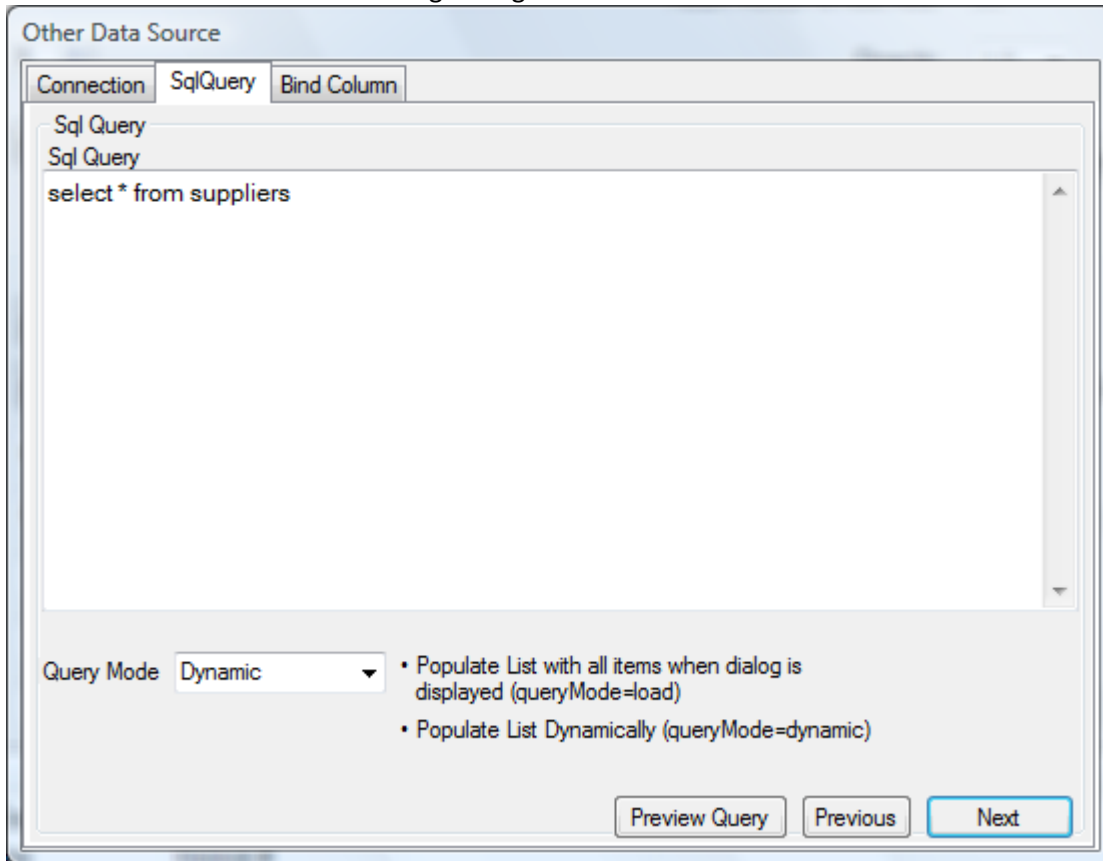 Other Data Source
Connection SqlQuery Bind Column
Sql Query
Sql Query
select * from suppliers
Query Mode Dynamic
• Populate List with all items when dialog is
displayed (queryMode=load)
• Populate List Dynamically (queryMode=dynamic)
Preview Query Previous Next